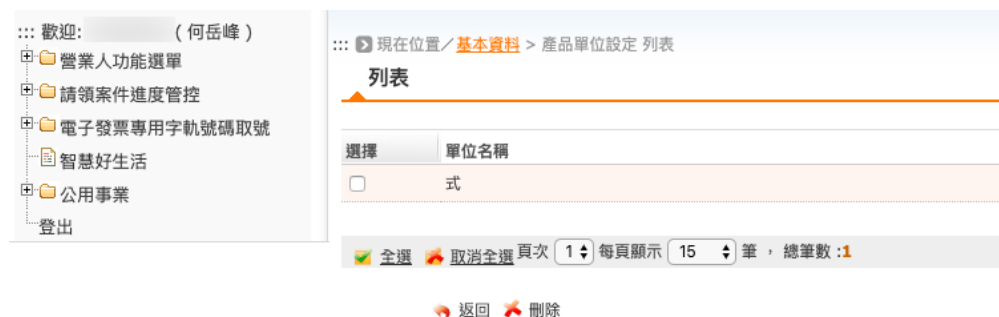 ::: 歡迎: ( 何岳峰 )
營業人功能選單
請領案件進度管控
電子發票專用字軌號碼取號
智慧好生活
公用事業
登出
::: 現在位置／基本資料 > 產品單位設定 列表
列表
選擇 單位名稱
式
全選 取消全選 頁次 1 每頁顯示 15 筆 ， 總筆數 :1
返回 刪除